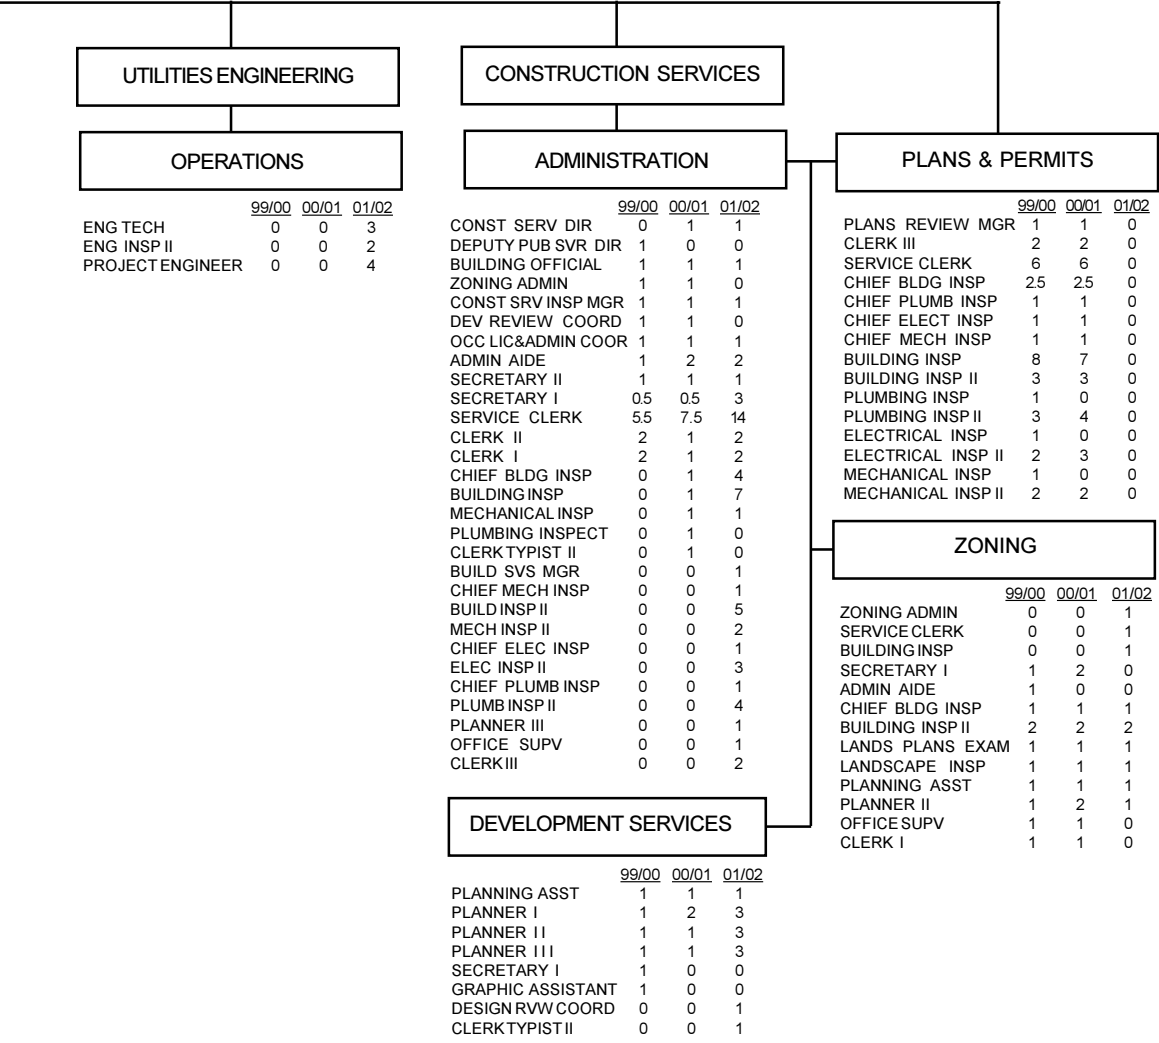 UTILITIES ENGINEERING
OPERATIONS
99/00 00/01 01/02
ENG TECH 0 0 3
ENG INSP II 0 0 2
PROJECT ENGINEER 0 0 4
CONSTRUCTION SERVICES
ADMINISTRATION
99/00 00/01 01/02
CONST SERV DIR 0 1 1
DEPUTY PUB SVR DIR 1 0 0
BUILDING OFFICIAL 1 1 1
ZONING ADMIN 1 1 0
CONST SRV INSP MGR 1 1 1
DEV REVIEW COORD 1 1 0
OCC LIC&ADMIN COOR 1 1 1
ADMIN AIDE 1 2 2
SECRETARY II 1 1 1
SECRETARY I 0.5 0.5 3
SERVICE CLERK 5.5 7.5 14
CLERK II 2 1 2
CLERK I 2 1 2
CHIEF BLDG INSP 0 1 4
BUILDING INSP 0 1 7
MECHANICAL INSP 0 1 1
PLUMBING INSPECT 0 1 0
CLERK TYPIST II 0 1 0
BUILD SVS MGR 0 0 1
CHIEF MECH INSP 0 0 1
BUILD INSP II 0 0 5
MECH INSP II 0 0 2
CHIEF ELEC INSP 0 0 1
ELEC INSP II 0 0 3
CHIEF PLUMB INSP 0 0 1
PLUMB INSP II 0 0 4
PLANNER III 0 0 1
OFFICE SUPV 0 0 1
CLERK III 0 0 2
DEVELOPMENT SERVICES
99/00 00/01 01/02
PLANNING ASST 1 1 1
PLANNER I 1 2 3
PLANNER II 1 1 3
PLANNER III 1 1 3
SECRETARY I 1 0 0
GRAPHIC ASSISTANT 1 0 0
DESIGN RVW COORD 0 0 1
CLERK TYPIST II 0 0 1
PLANS & PERMITS
99/00 00/01 01/02
PLANS REVIEW MGR 1 1 0
CLERK III 2 2 0
SERVICE CLERK 6 6 0
CHIEF BLDG INSP 2.5 2.5 0
CHIEF PLUMB INSP 1 1 0
CHIEF ELECT INSP 1 1 0
CHIEF MECH INSP 1 1 0
BUILDING INSP 8 7 0
BUILDING INSP II 3 3 0
PLUMBING INSP 1 0 0
PLUMBING INSP II 3 4 0
ELECTRICAL INSP 1 0 0
ELECTRICAL INSP II 2 3 0
MECHANICAL INSP 1 0 0
MECHANICAL INSP II 2 2 0
ZONING
99/00 00/01 01/02
ZONING ADMIN 0 0 1
SERVICE CLERK 0 0 1
BUILDING INSP 0 0 1
SECRETARY I 1 2 0
ADMIN AIDE 1 0 0
CHIEF BLDG INSP 1 1 1
BUILDING INSP II 2 2 2
LANDS PLANS EXAM 1 1 1
LANDSCAPE INSP 1 1 1
PLANNING ASST 1 1 1
PLANNER II 1 2 1
OFFICE SUPV 1 1 0
CLERK I 1 1 0